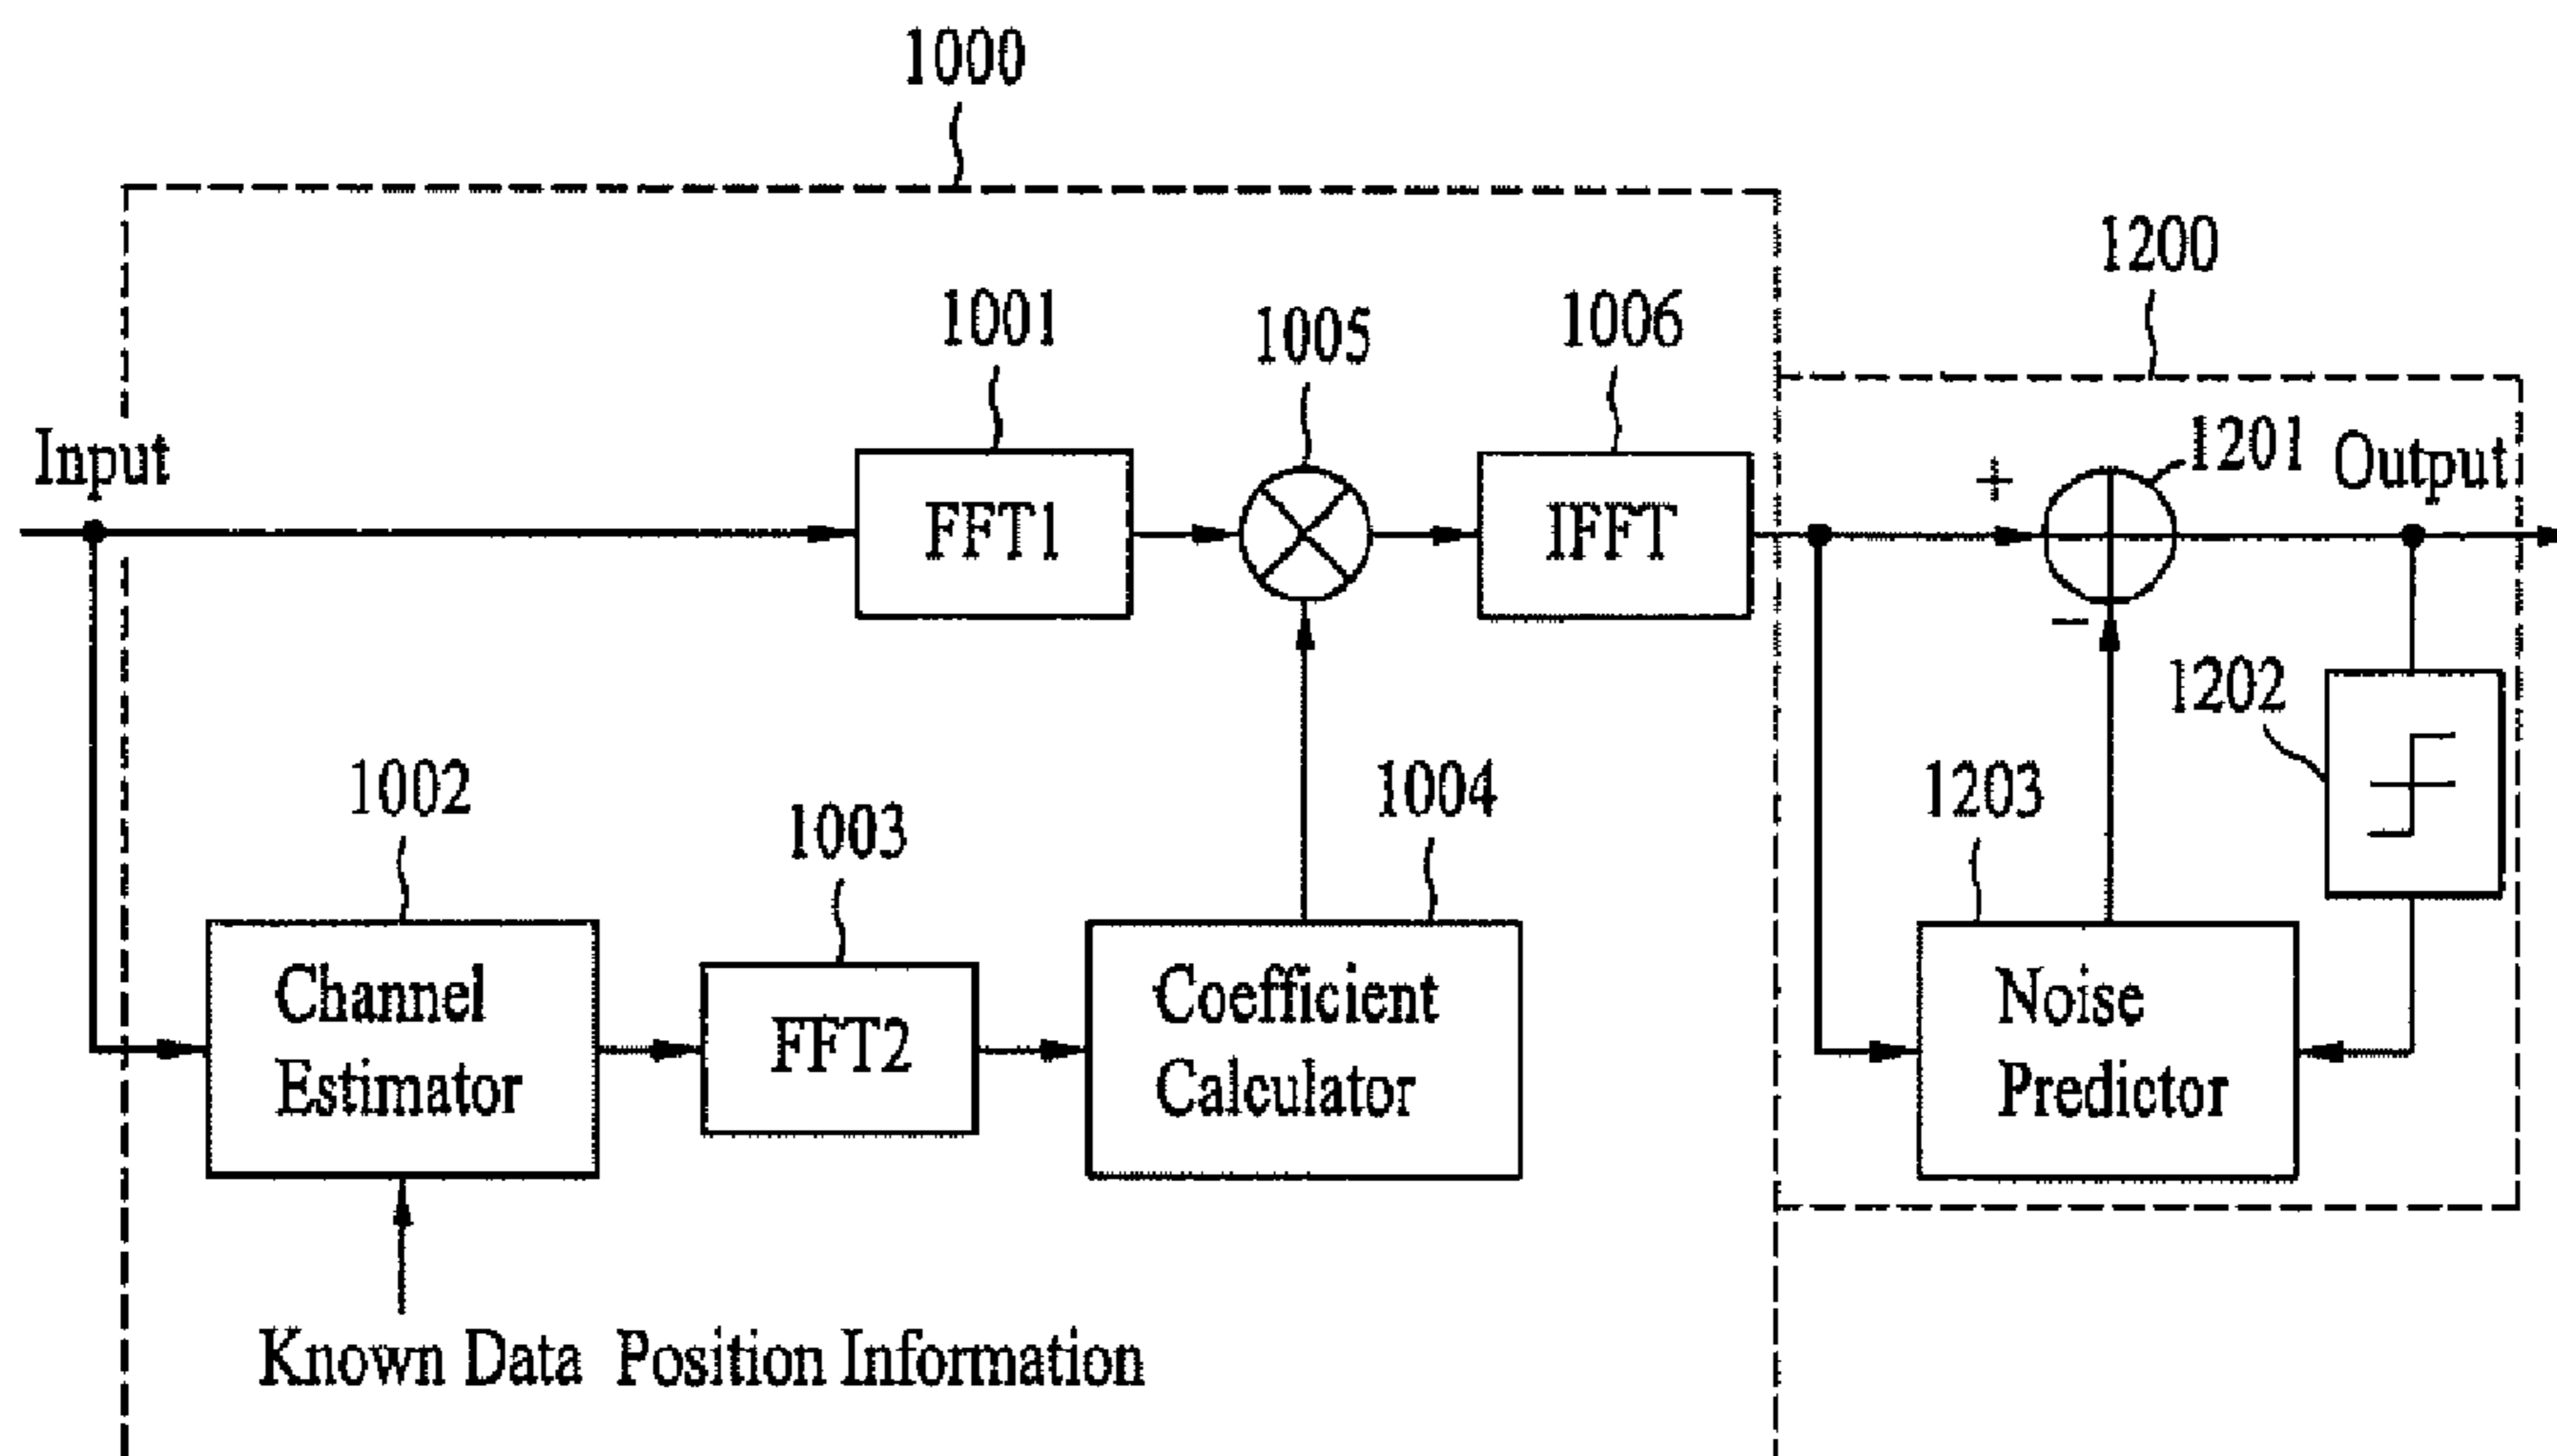 1000
1200
1001
1005
1006
Input
FFT1
IFFT
+
1201
Output
−
1202
1002
1003
1004
1203
Channel
Estimator
FFT2
Coefficient
Calculator
Noise
Predictor
Known Data Position Information